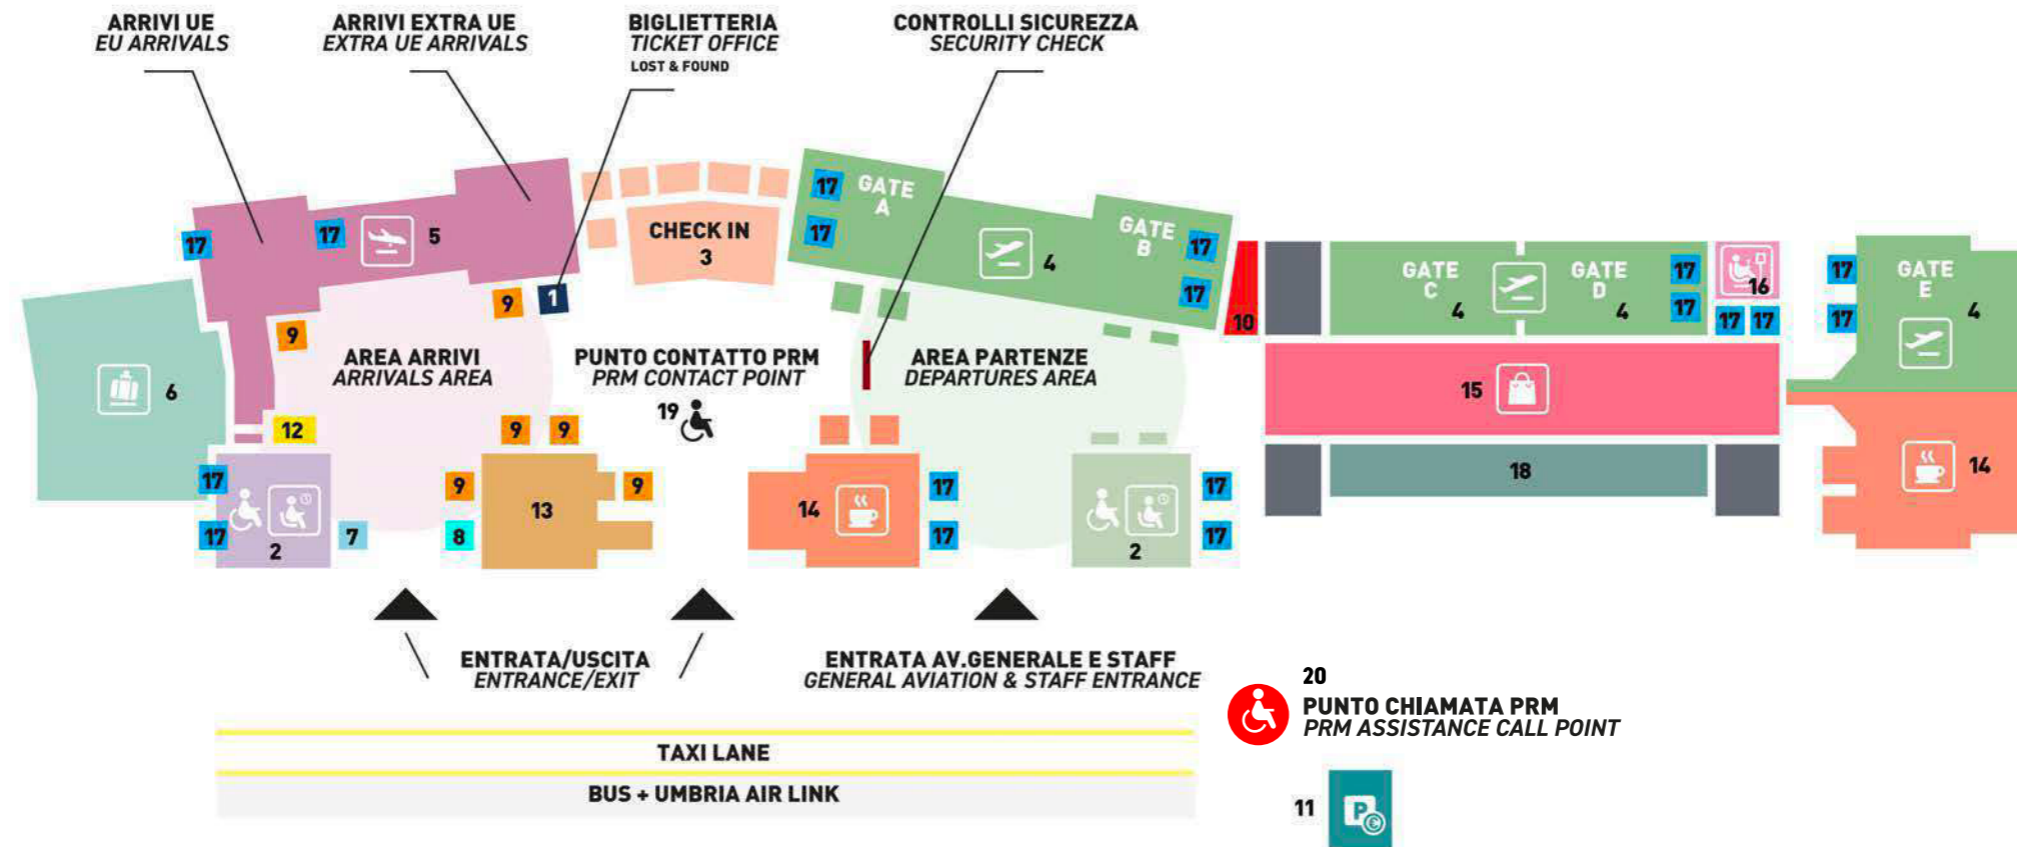 ARRIVI UE
EU ARRIVALS
ARRIVI EXTRA UE
EXTRA UE ARRIVALS
BIGLIETTERIA
TICKET OFFICE
LOST & FOUND
CONTROLLI SICUREZZA
SECURITY CHECK
17
17
5
9
1
9
6
CHECK IN
3
17
GATE
A
17
4
GATE
B
17
17
10
GATE
C
4
GATE
D
4
17
17
16
17
17
17
17
GATE
E
4
AREA ARRIVI
ARRIVALS AREA
PUNTO CONTATTO PRM
PRM CONTACT POINT
19
AREA PARTENZE
DEPARTURES AREA
15
12
9
9
17
17
2
7
9
8
13
9
14
17
17
2
17
17
18
14
ENTRATA/USCITA
ENTRANCE/EXIT
ENTRATA AV.GENERALE E STAFF
GENERAL AVIATION & STAFF ENTRANCE
20
PUNTO CHIAMATA PRM
PRM ASSISTANCE CALL POINT
TAXI LANE
BUS + UMBRIA AIR LINK
11
P
€